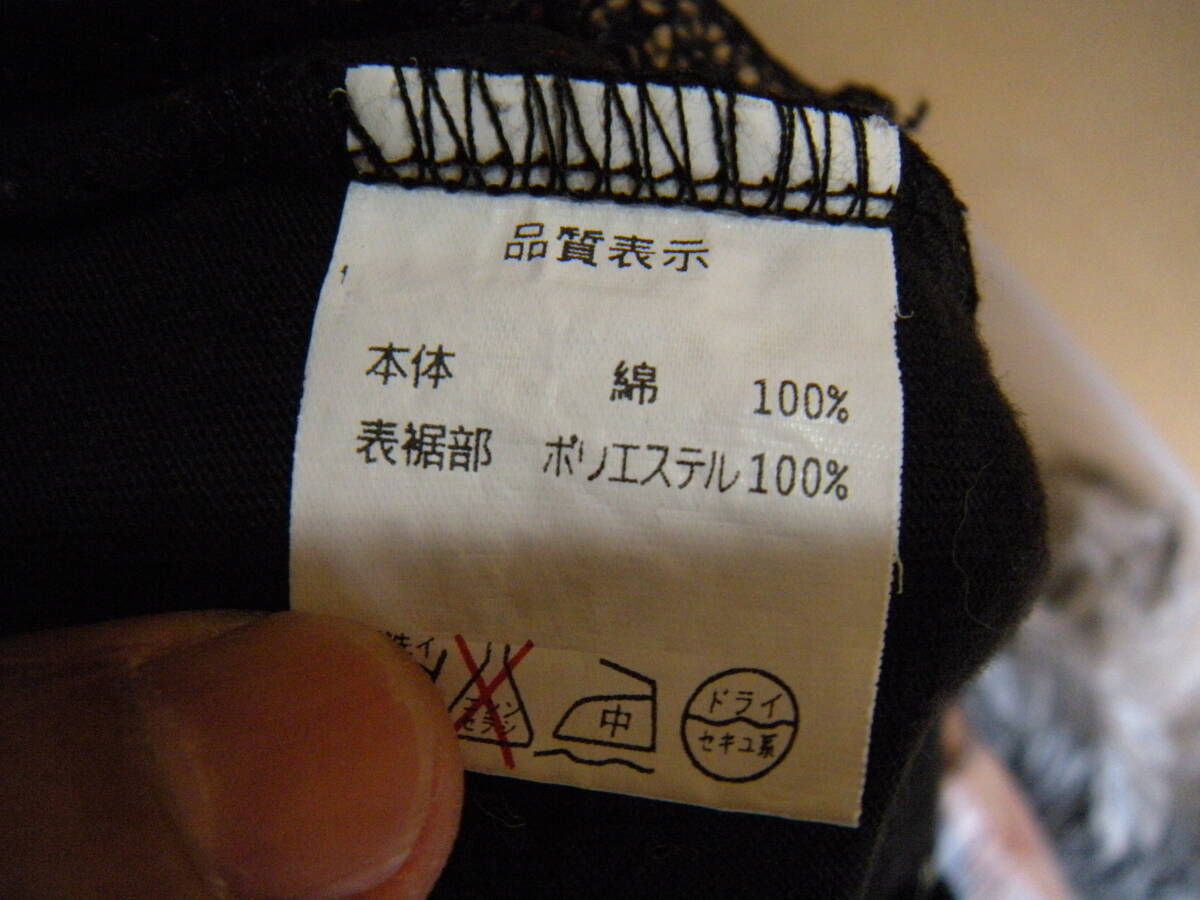 品質表示
本体 綿 100%
表裾部 ポリエステル 100%
中
ドライ
セキユ系